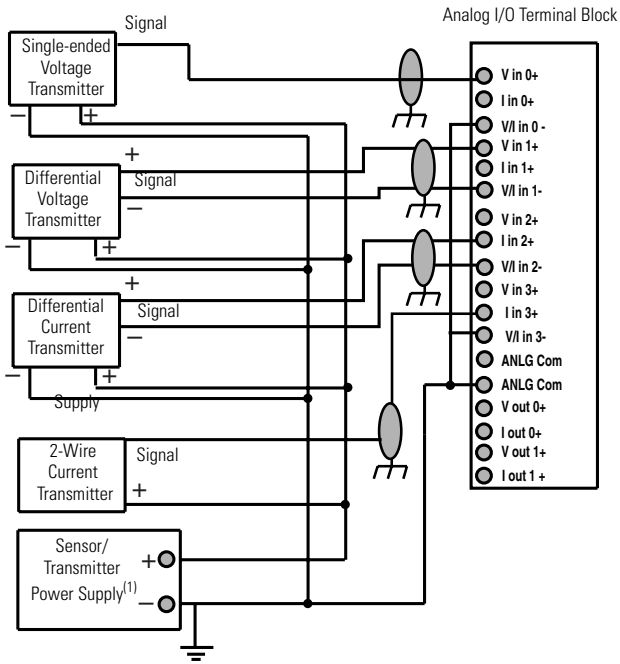 Analog I/O Terminal Block
Signal
Single-ended
Voltage
Transmitter
− +
+
Signal
−
Differential
Voltage
Transmitter
− +
+
Signal
−
Differential
Current
Transmitter
− +
Supply
2-Wire
Current
Transmitter
Signal
+
Sensor/
Transmitter
Power Supply(1)
+
−
V in 0+
I in 0+
V/I in 0 -
V in 1+
I in 1+
V/I in 1-
V in 2+
I in 2+
V/I in 2-
V in 3+
I in 3+
V/I in 3-
ANLG Com
ANLG Com
V out 0+
I out 0+
V out 1+
I out 1 +